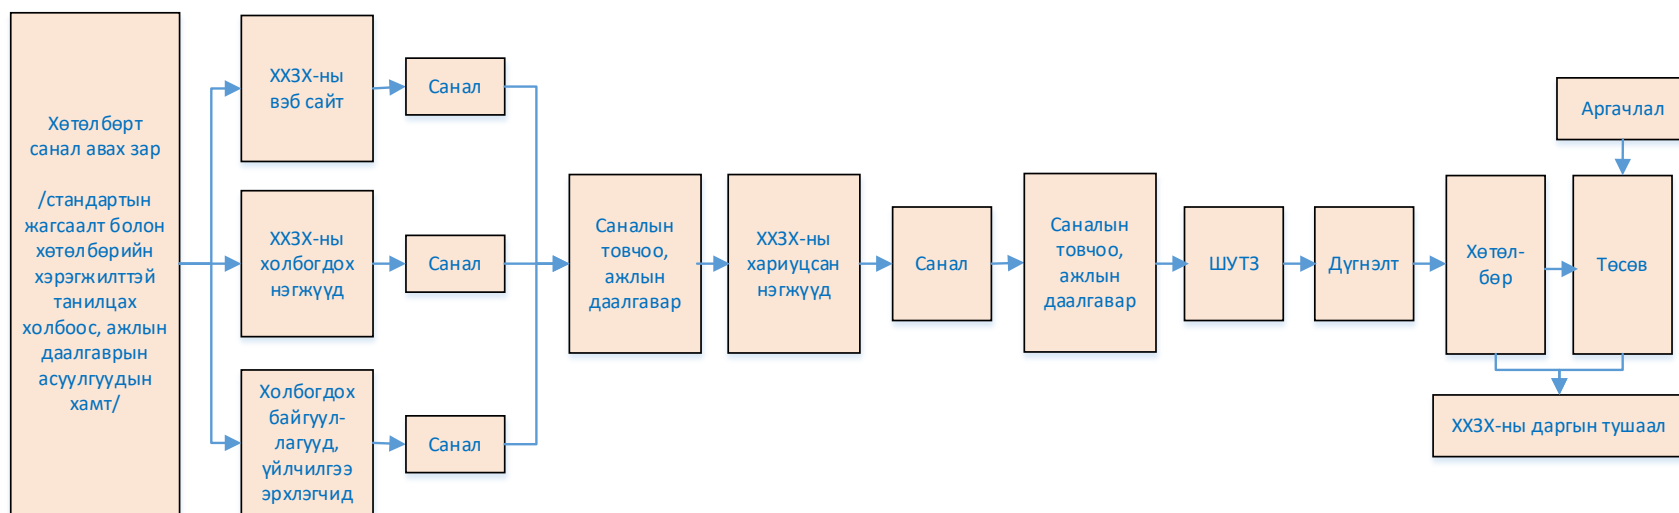 Хөтөлбөрт
санал авах зар
/стандартын
жагсаалт болон
хөтөлбөрийн
хэрэгжилттэй
танилцах
холбоос, ажлын
даалгаврын
асуулгуудын
хамт/
ХХЗХ-ны
вэб сайт
Санал
ХХЗХ-ны
холбогдох
нэгжүүд
Санал
Холбогдох
байгуул-
лагууд,
үйлчилгээ
эрхлэгчид
Санал
Саналын
товчоо,
ажлын
даалгавар
ХХЗХ-ны
хариуцсан
нэгжүүд
Санал
Саналын
товчоо,
ажлын
даалгавар
ШУТЗ
Дүгнэлт
Хөтөл-
бөр
Аргачлал
Төсөв
ХХЗХ-ны даргын тушаал